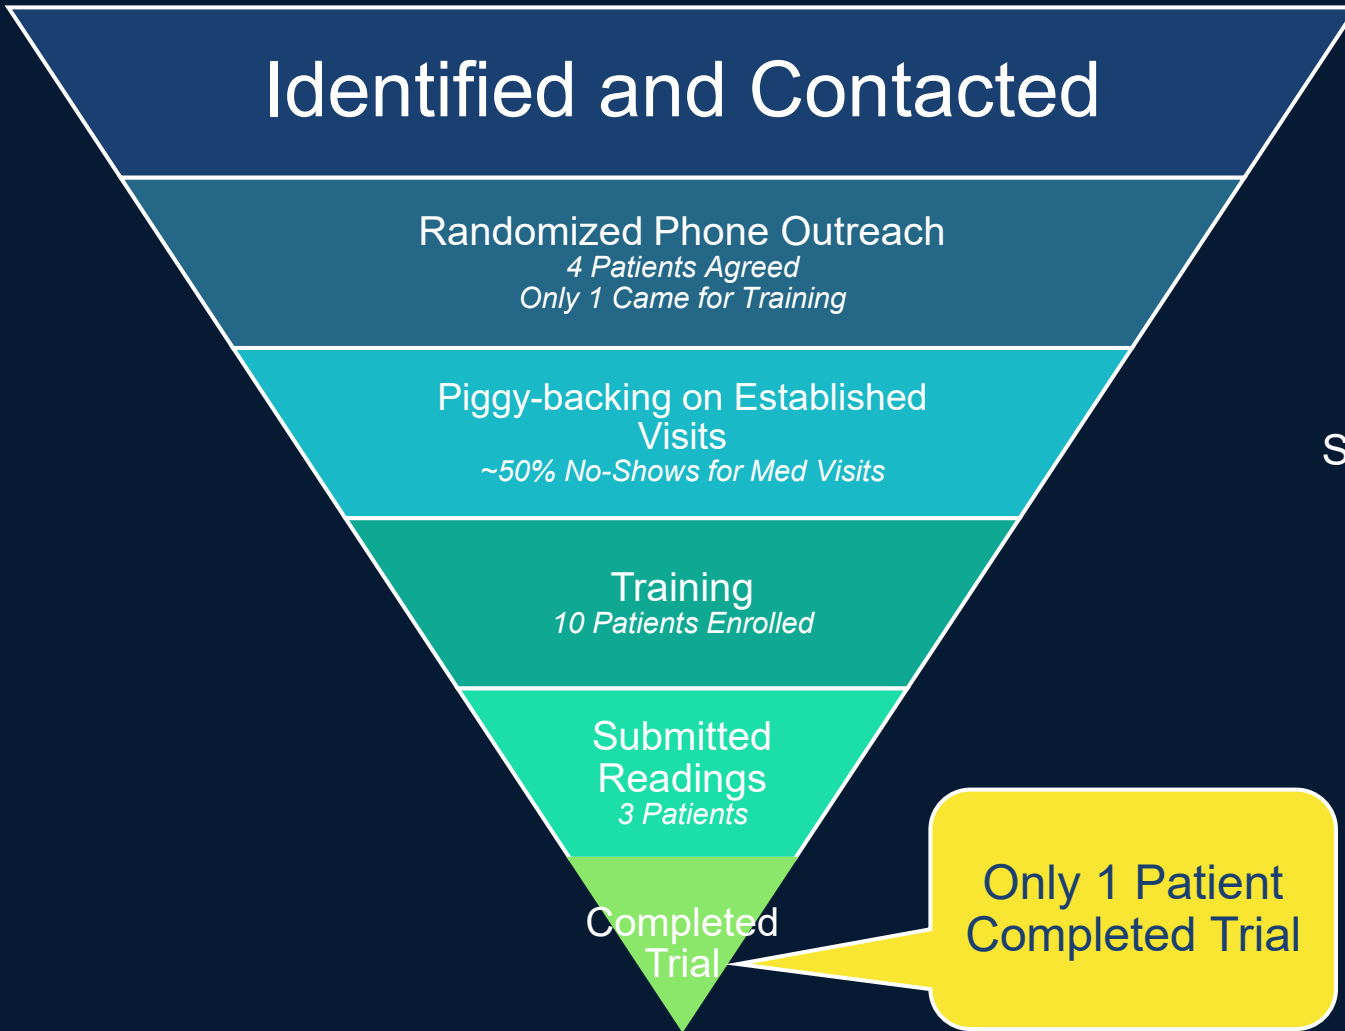 Identified and Contacted
Randomized Phone Outreach
4 Patients Agreed
Only 1 Came for Training
Piggy-backing on Established
Visits
~50% No-Shows for Med Visits
S
Training
10 Patients Enrolled
Submitted
Readings
3 Patients
Completed
Trial
Only 1 Patient
Completed Trial